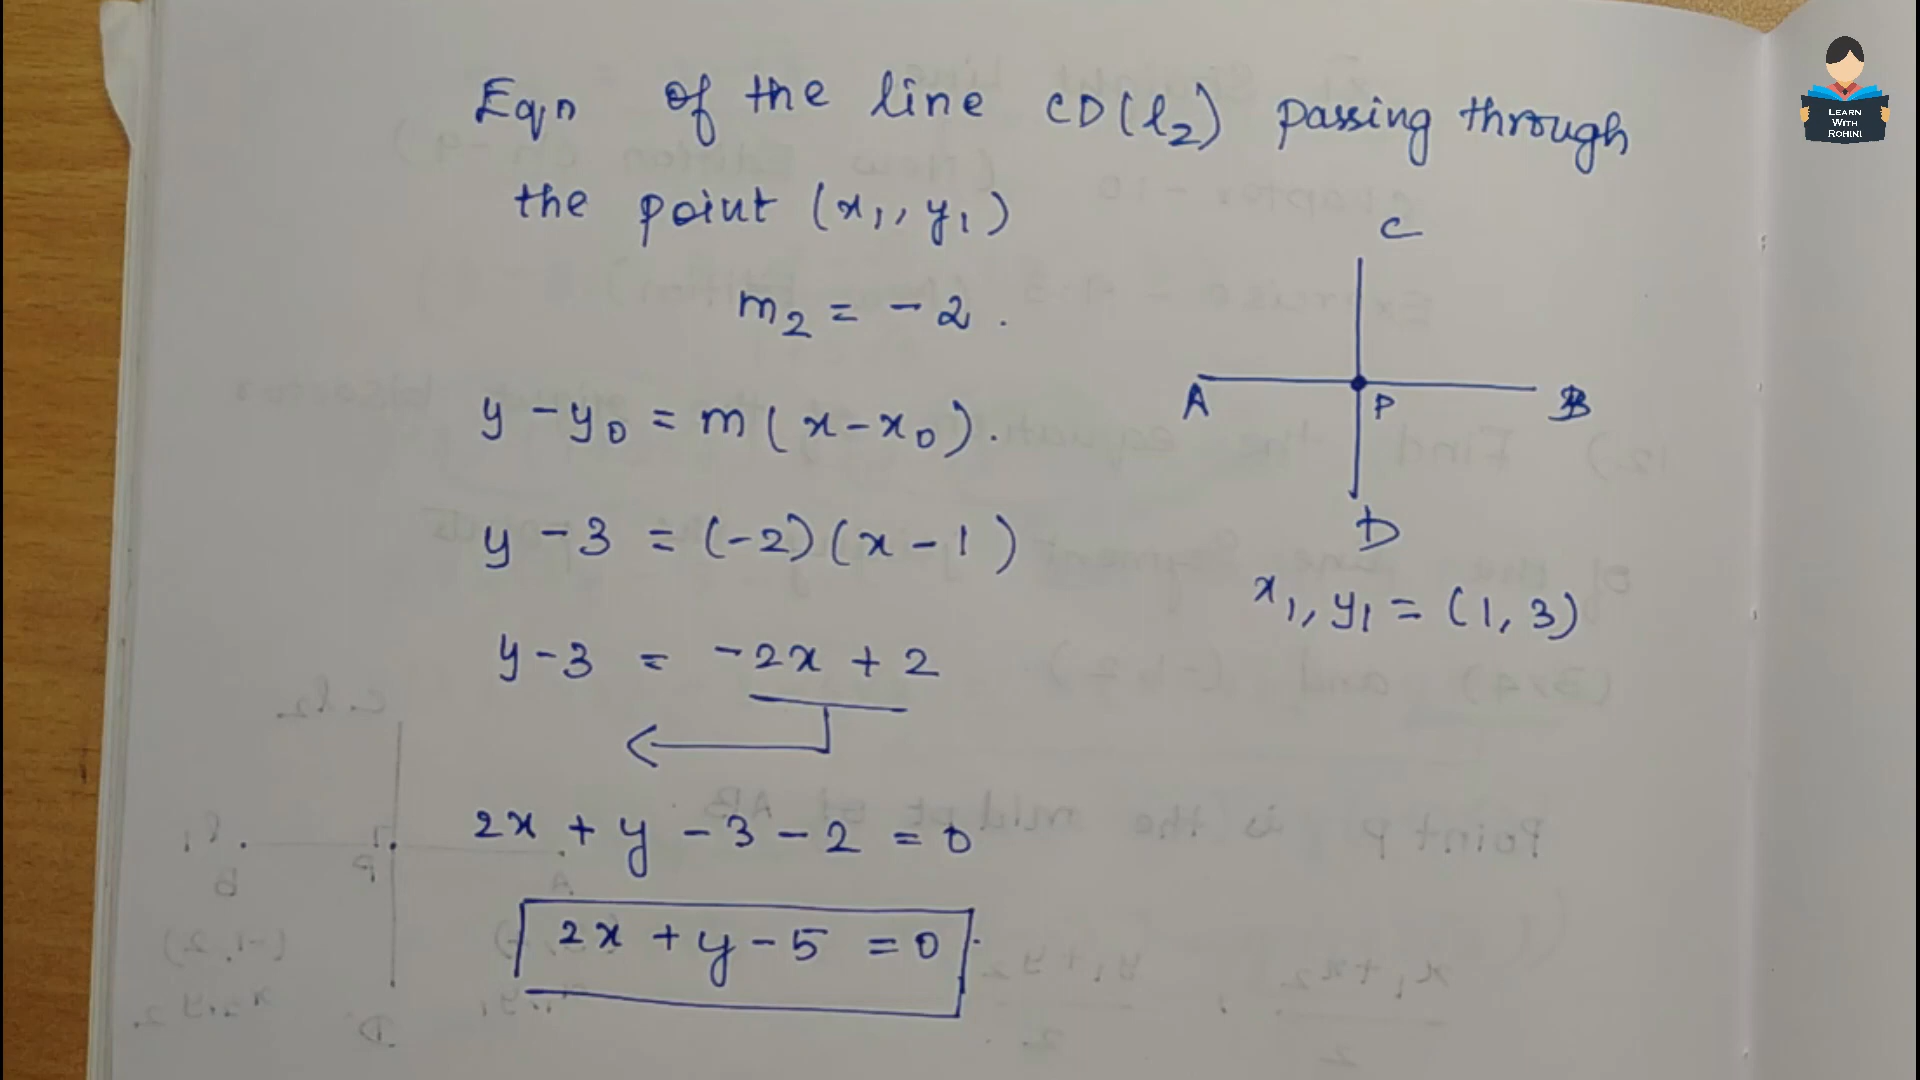 Eqn of the line CD(l₂) passing through
the point (x₁, y₁)
m₂ = -2.
y - y₀ = m(x - x₀).
y - 3 = (-2)(x - 1)
y - 3 = -2x + 2
2x + y - 3 - 2 = 0
2x + y - 5 = 0
C
A
P
B
D
x₁, y₁ = (1, 3)
LEARN
WITH
ROHINI